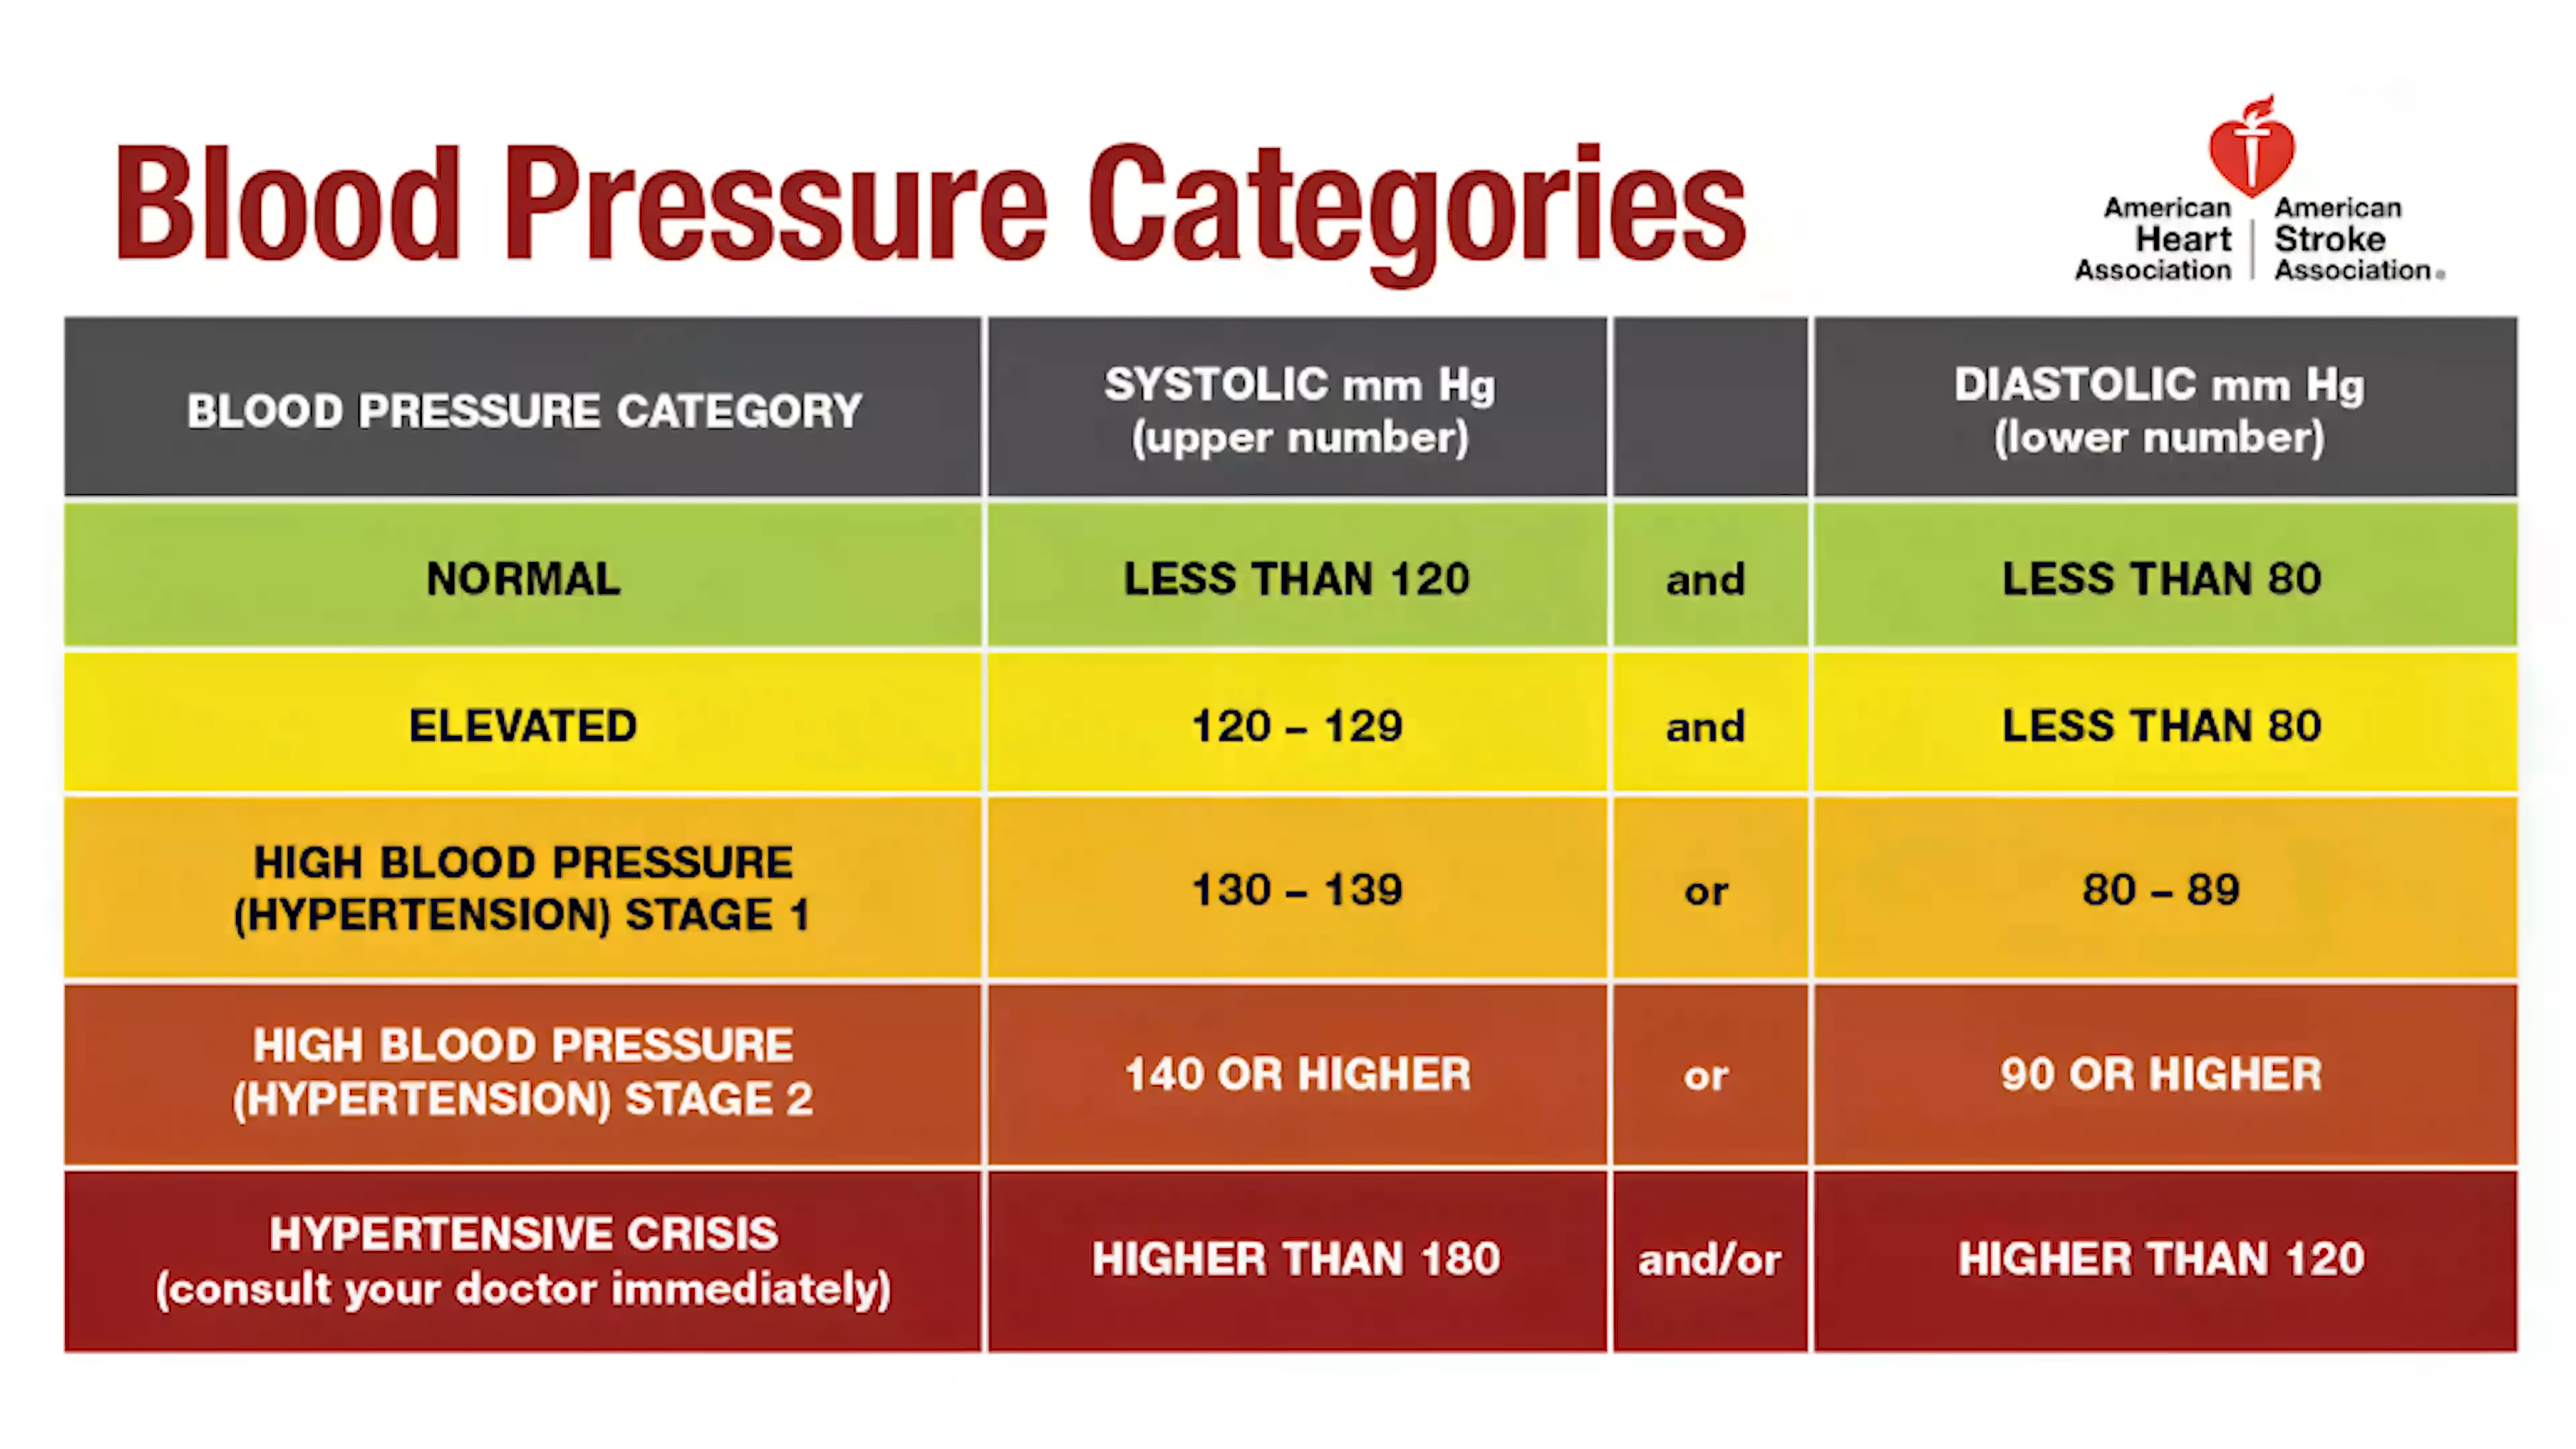 Blood Pressure Categories
American Heart Association
American Stroke Association®
BLOOD PRESSURE CATEGORY
SYSTOLIC mm Hg
(upper number)
DIASTOLIC mm Hg
(lower number)
NORMAL
LESS THAN 120
and
LESS THAN 80
ELEVATED
120 – 129
and
LESS THAN 80
HIGH BLOOD PRESSURE
(HYPERTENSION) STAGE 1
130 – 139
or
80 – 89
HIGH BLOOD PRESSURE
(HYPERTENSION) STAGE 2
140 OR HIGHER
or
90 OR HIGHER
HYPERTENSIVE CRISIS
(consult your doctor immediately)
HIGHER THAN 180
and/or
HIGHER THAN 120